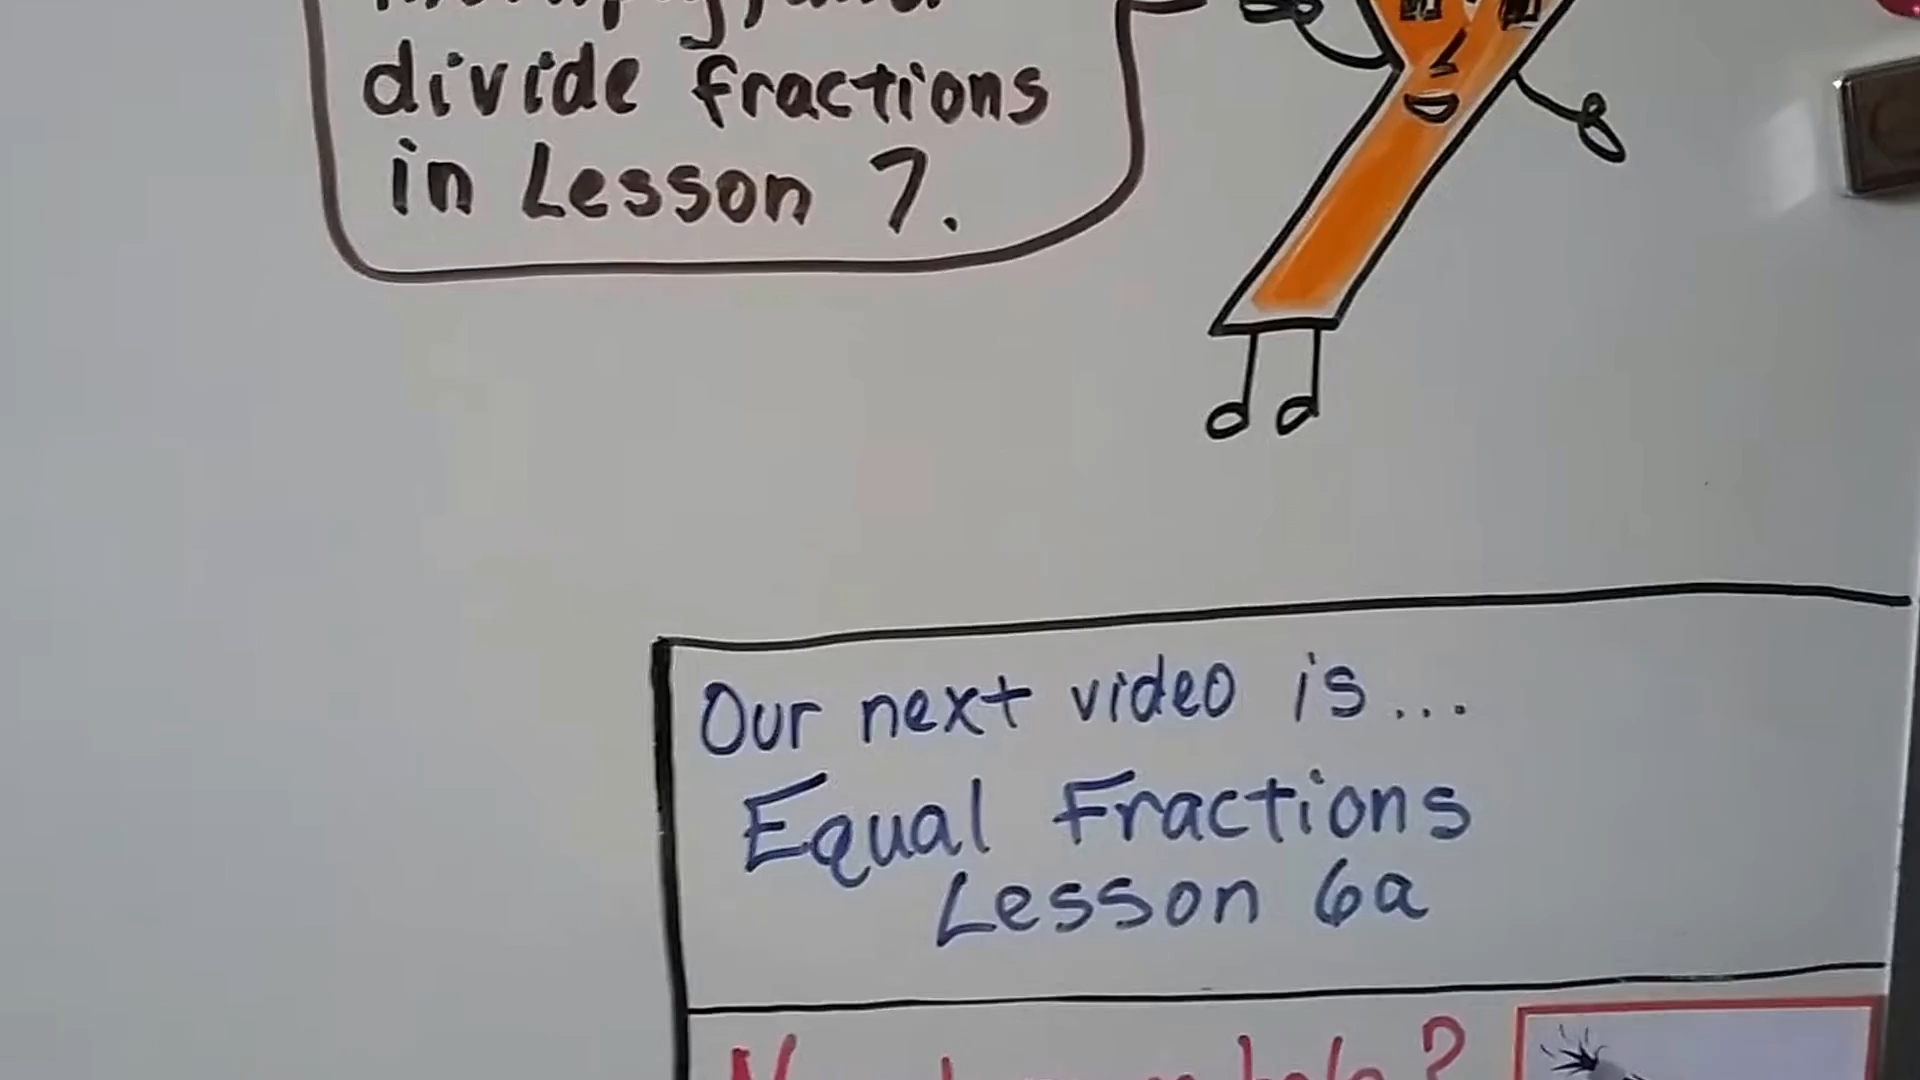 divide fractions
in Lesson 7.
Our next video is...
Equal Fractions
Lesson 6a